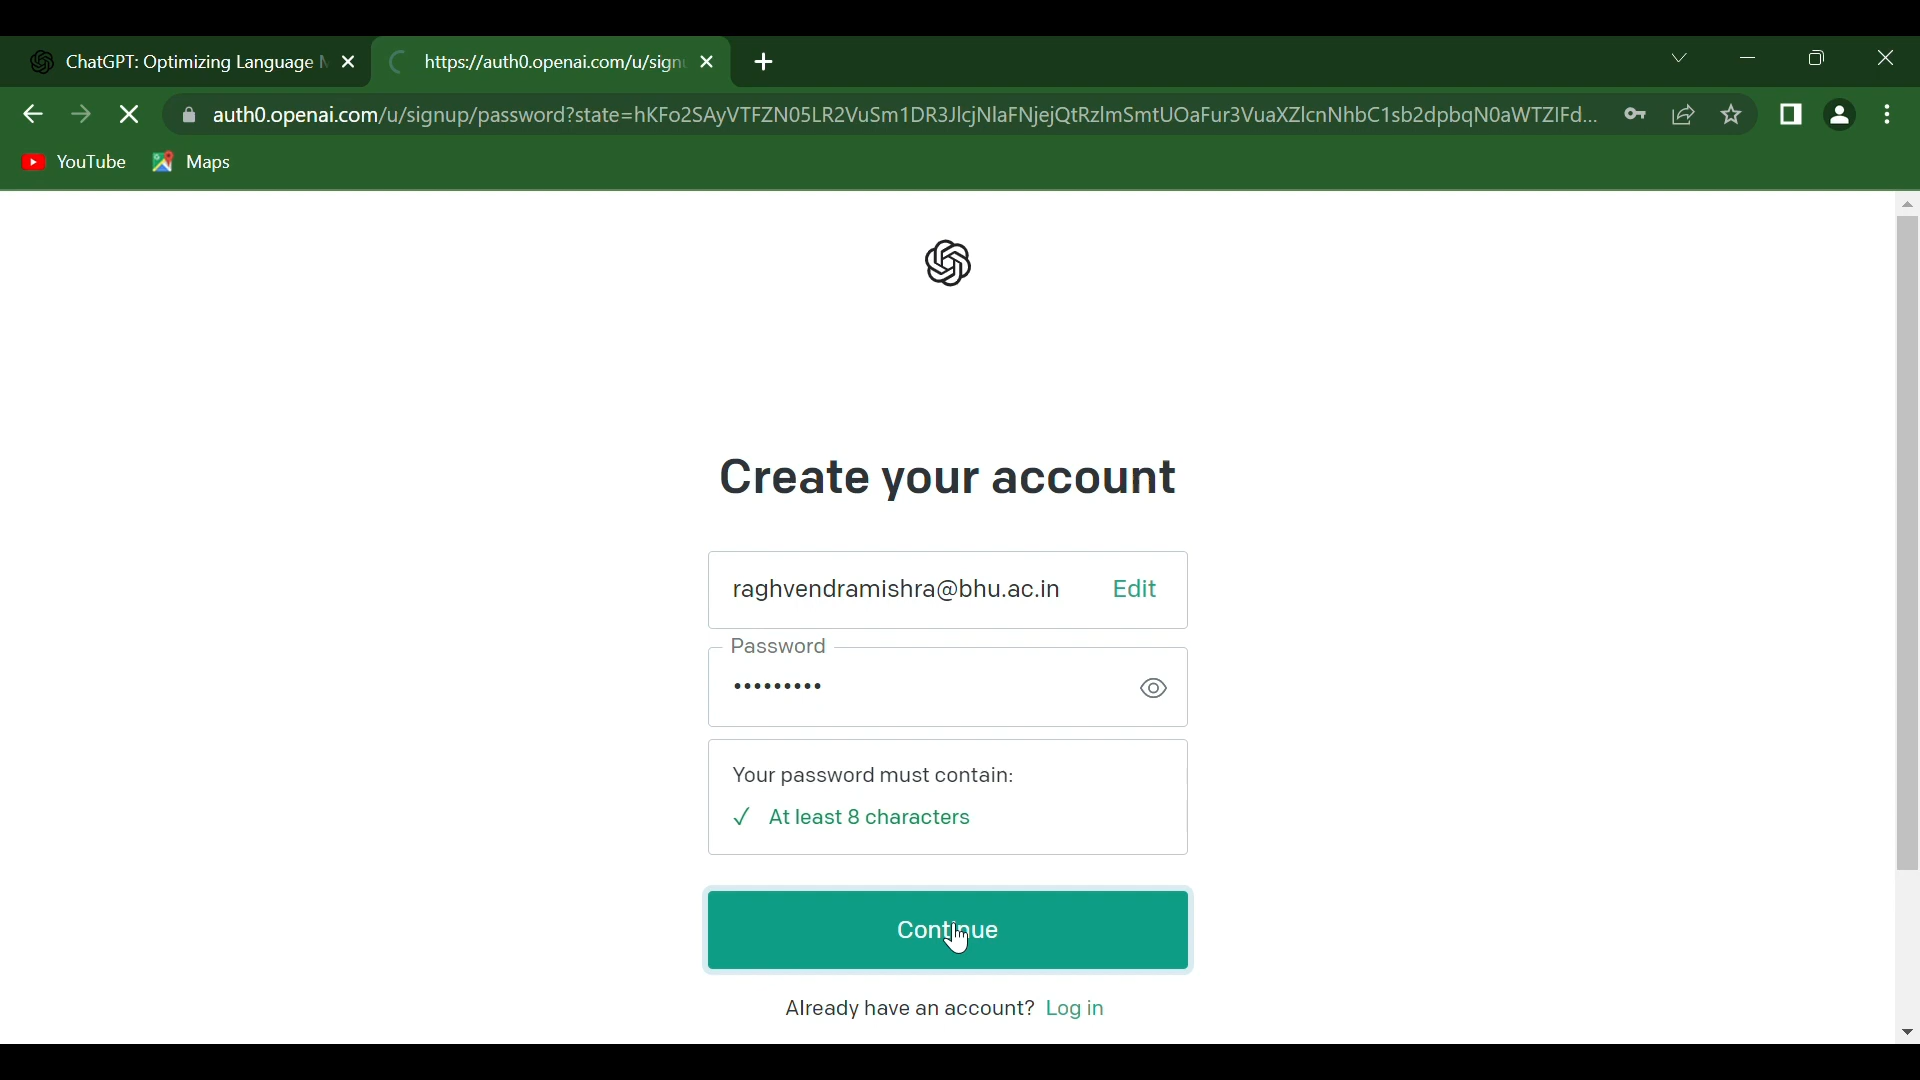 ChatGPT: Optimizing Language
https://auth0.openai.com/u/sign
auth0.openai.com/u/signup/password?state=hKFo2SAyVTFZN05LR2VuSm1DR3JlcjNlaFNjejQtRzlmSmtUOaFur3VuaXZlcnNhbC1sb2dpbqN0aWTZIFd...
YouTube
Maps
Create your account
raghvendramishra@bhu.ac.in
Edit
Password
Your password must contain:
✓ At least 8 characters
Continue
Already have an account? Log in